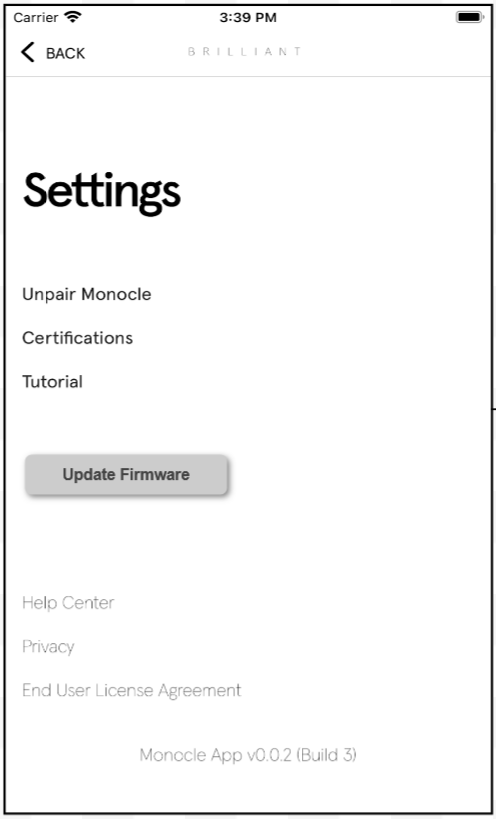 Carrier 3:39 PM
BACK BRILLIANT
Settings
Unpair Monocle
Certifications
Tutorial
Update Firmware
Help Center
Privacy
End User License Agreement
Monocle App v0.0.2 (Build 3)